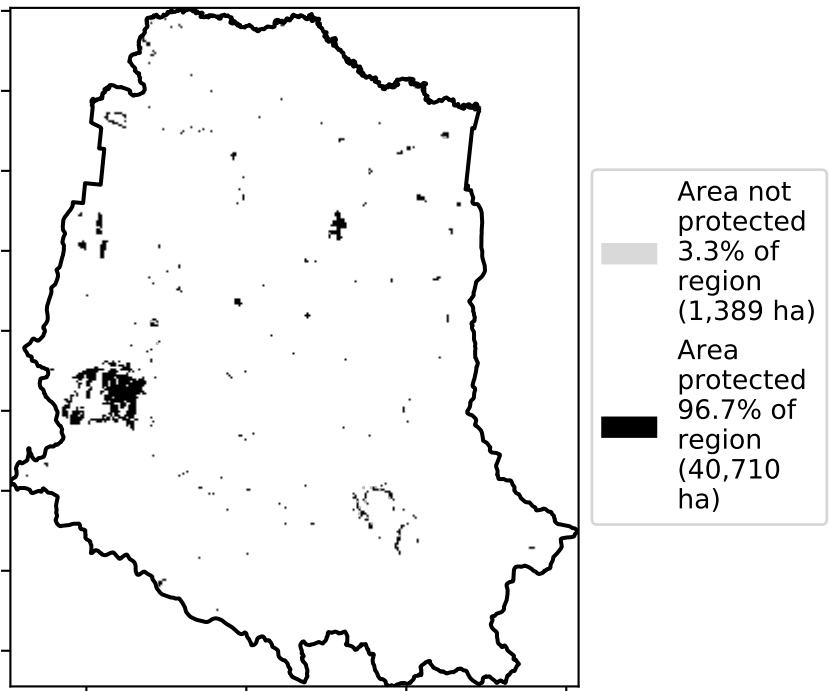 Area not
protected
3.3% of
region
(1,389 ha)
Area
protected
96.7% of
region
(40,710
ha)